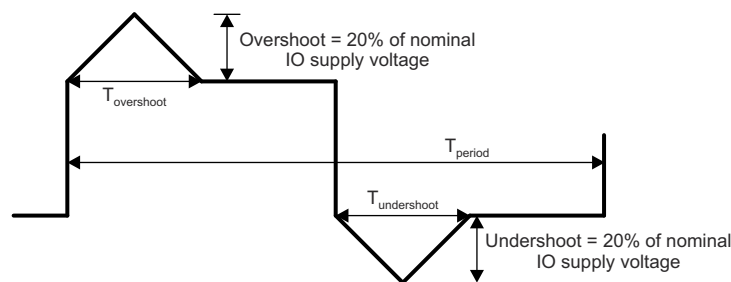 Overshoot = 20% of nominal
IO supply voltage
Tovershoot
Tperiod
Tundershoot
Undershoot = 20% of nominal
IO supply voltage